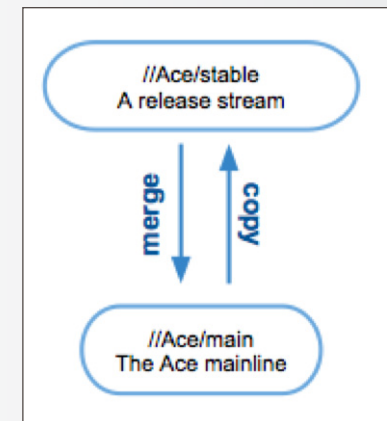 //Ace/stable
A release stream
merge
copy
//Ace/main
The Ace mainline